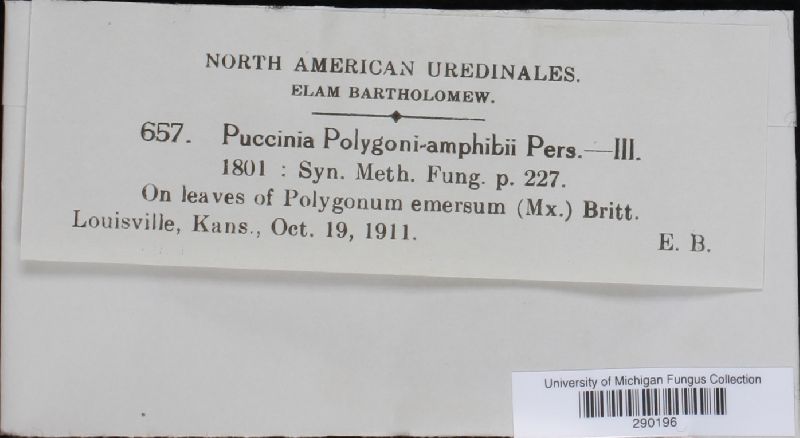 NORTH AMERICAN UREDINALES.
ELAM BARTHOLOMEW.
657. Puccinia Polygoni-amphibii Pers.—III.
1801 : Syn. Meth. Fung. p. 227.
On leaves of Polygonum emersum (Mx.) Britt.
Louisville, Kans., Oct. 19, 1911. E. B.
University of Michigan Fungus Collection
290196